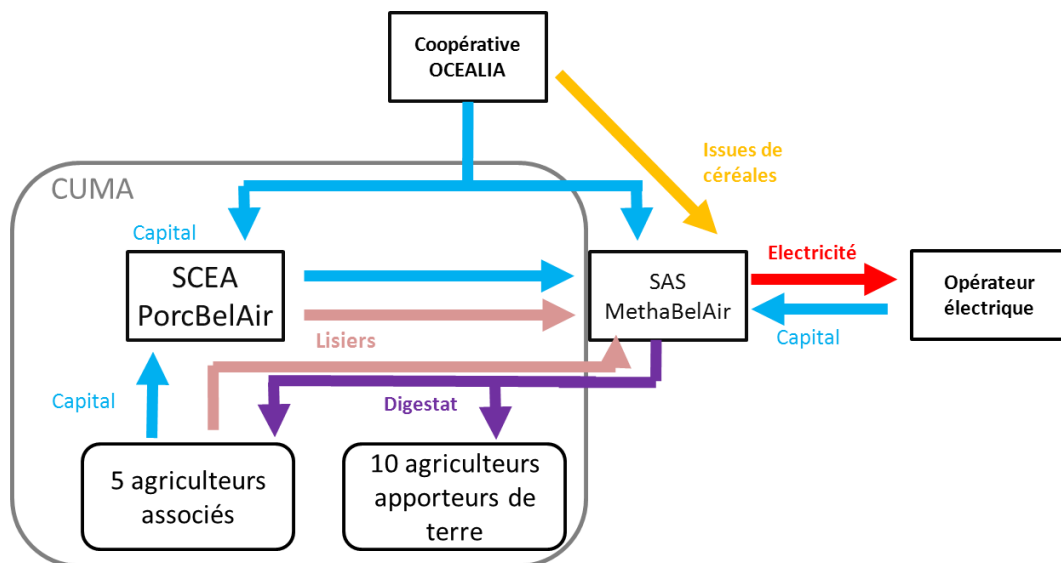 Coopérative
OCEALIA
Issues de
céréales
CUMA
Capital
SCEA
PorcBelAir
SAS
MethaBelAir
Electricité
Opérateur
électrique
Capital
Lisiers
Capital
Digestat
5 agriculteurs
associés
10 agriculteurs
apporteurs de
terre